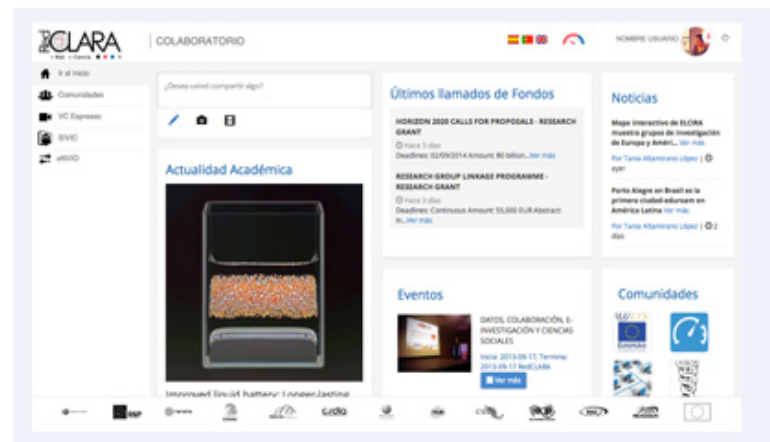 Red
CLARA
COLABORATORIO
NOMBRE USUARIO
Ir al inicio
Comunidades
VC Espresso
SIVIC
eNVIO
¿Desea usted compartir algo?
Actualidad Académica
Improved liquid battery: Longer-lasting
Últimos llamados de Fondos
HORIZON 2020 CALLS FOR PROPOSALS - RESEARCH
GRANT
Hace 3 días
Deadlines: 02/09/2014 Amount: 80 billion...Ver más
RESEARCH GROUP LINKAGE PROGRAMME -
RESEARCH GRANT
Hace 3 días
Deadlines: Continuous Amount: 55,000 EUR Abstract:
In...Ver más
Eventos
DATOS, COLABORACIÓN, E-
INVESTIGACIÓN Y CIENCIAS
SOCIALES
Inicia: 2013-09-17; Termina:
2013-09-17 RedCLARA
Ver más
Noticias
Mapa interactivo de ELCIRA
muestra grupos de investigación
de Europa y Améri... Ver más
Por Tania Altamirano López |
ayer
Porto Alegre en Brasil es la
primera ciudad-eduroam en
América Latina Ver más
Por Tania Altamirano López | 2
días
Comunidades
RNP